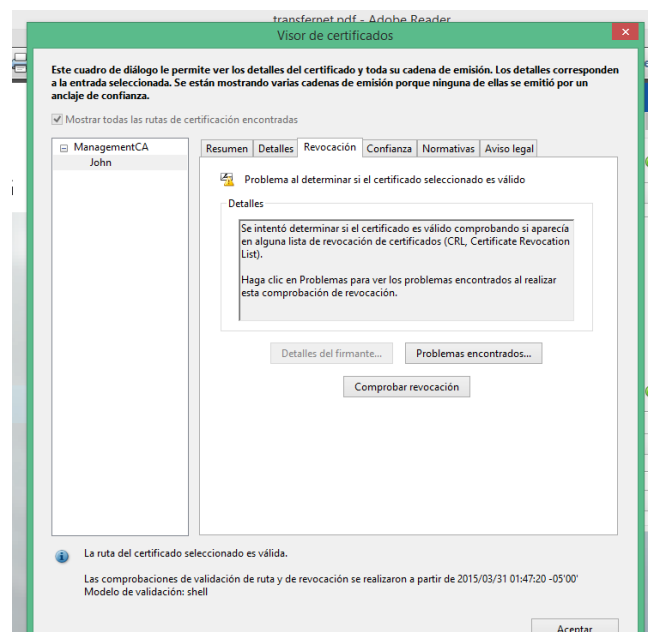 transfernet.pdf - Adobe Reader
Visor de certificados
Este cuadro de diálogo le permite ver los detalles del certificado y toda su cadena de emisión. Los detalles corresponden
a la entrada seleccionada. Se están mostrando varias cadenas de emisión porque ninguna de ellas se emitió por un
anclaje de confianza.
Mostrar todas las rutas de certificación encontradas
ManagementCA
John
Resumen Detalles Revocación Confianza Normativas Aviso legal
Problema al determinar si el certificado seleccionado es válido
Detalles
Se intentó determinar si el certificado es válido comprobando si aparecía
en alguna lista de revocación de certificados (CRL, Certificate Revocation
List).
Haga clic en Problemas para ver los problemas encontrados al realizar
esta comprobación de revocación.
Detalles del firmante... Problemas encontrados...
Comprobar revocación
La ruta del certificado seleccionado es válida.
Las comprobaciones de validación de ruta y de revocación se realizaron a partir de 2015/03/31 01:47:20 -05'00'
Modelo de validación: shell
Aceptar